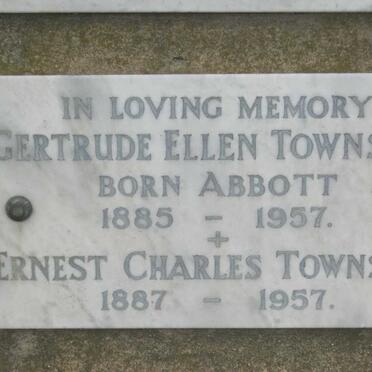 IN LOVING MEMORY
GERTRUDE ELLEN TOWNS
BORN ABBOTT
1885 - 1957.
+
ERNEST CHARLES TOWNS
1887 - 1957.